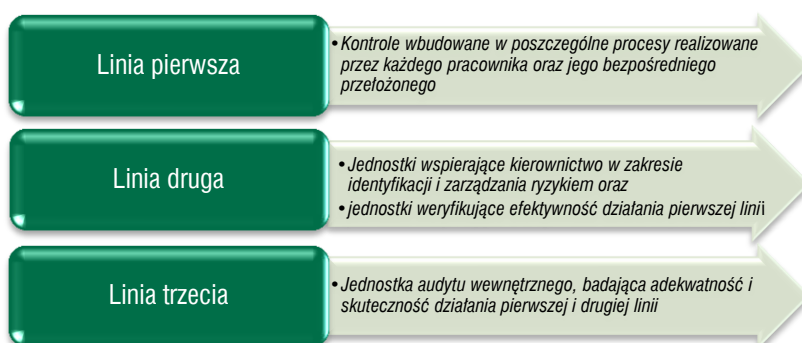 Linia pierwsza
•Kontrole wbudowane w poszczególne procesy realizowane
przez każdego pracownika oraz jego bezpośredniego
przełożonego
Linia druga
•Jednostki wspierające kierownictwo w zakresie
identyfikacji i zarządzania ryzykiem oraz
•jednostki weryfikujące efektywność działania pierwszej linii
Linia trzecia
•Jednostka audytu wewnętrznego, badająca adekwatność i
skuteczność działania pierwszej i drugiej linii